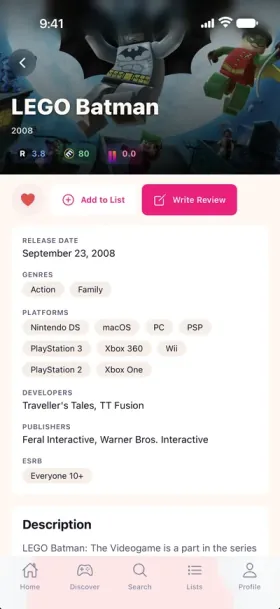 9:41
LEGO Batman
2008
R 3.8
80
0.0
Add to List
Write Review
RELEASE DATE
September 23, 2008
GENRES
Action Family
PLATFORMS
Nintendo DS macOS PC PSP
PlayStation 3 Xbox 360 Wii
PlayStation 2 Xbox One
DEVELOPERS
Traveller's Tales, TT Fusion
PUBLISHERS
Feral Interactive, Warner Bros. Interactive
ESRB
Everyone 10+
Description
LEGO Batman: The Videogame is a part in the series
Home Discover Search Lists Profile